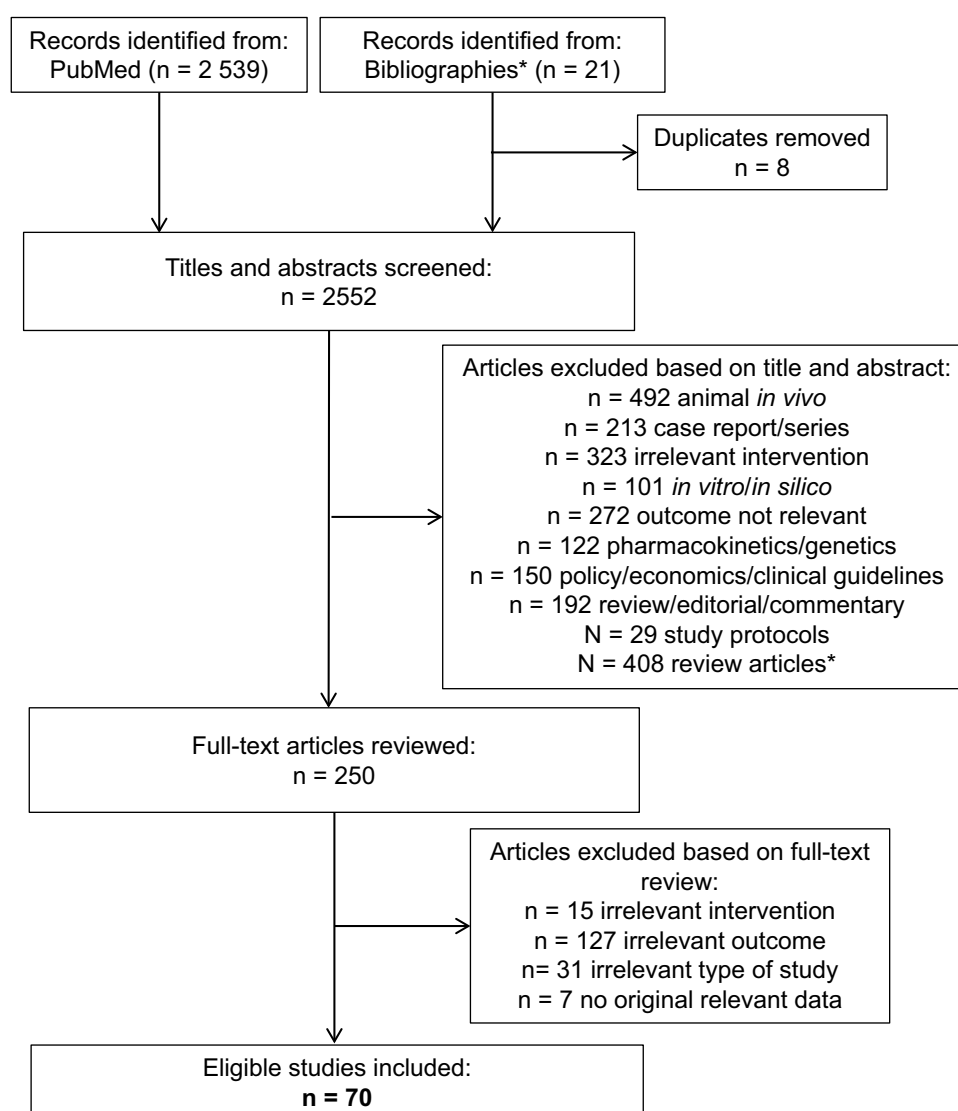 Records identified from:
PubMed (n = 2 539)
Records identified from:
Bibliographies* (n = 21)
Duplicates removed
n = 8
Titles and abstracts screened:
n = 2552
Articles excluded based on title and abstract:
n = 492 animal in vivo
n = 213 case report/series
n = 323 irrelevant intervention
n = 101 in vitro/in silico
n = 272 outcome not relevant
n = 122 pharmacokinetics/genetics
n = 150 policy/economics/clinical guidelines
n = 192 review/editorial/commentary
N = 29 study protocols
N = 408 review articles*
Full-text articles reviewed:
n = 250
Articles excluded based on full-text
review:
n = 15 irrelevant intervention
n = 127 irrelevant outcome
n= 31 irrelevant type of study
n = 7 no original relevant data
Eligible studies included:
n = 70